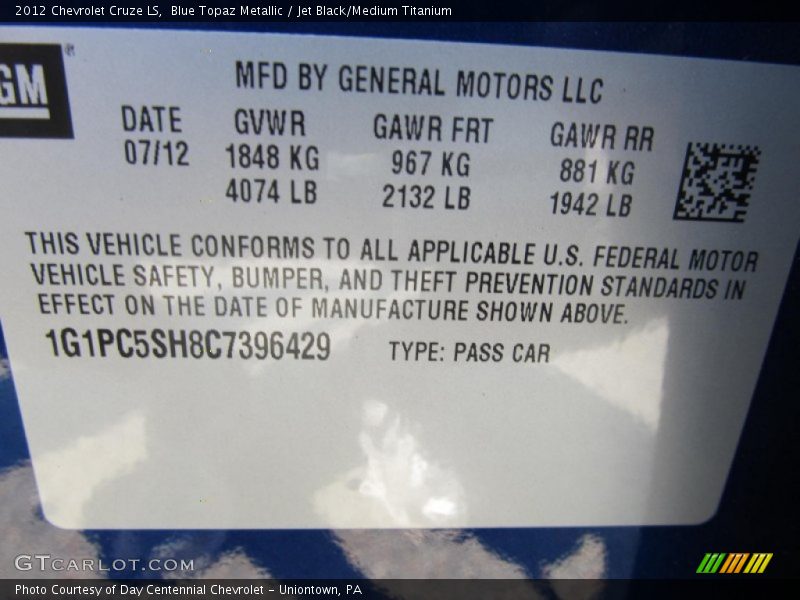 2012 Chevrolet Cruze LS, Blue Topaz Metallic / Jet Black/Medium Titanium
GM
®
MFD BY GENERAL MOTORS LLC
DATE GVWR GAWR FRT GAWR RR
07/12 1848 KG 967 KG 881 KG
4074 LB 2132 LB 1942 LB
THIS VEHICLE CONFORMS TO ALL APPLICABLE U.S. FEDERAL MOTOR
VEHICLE SAFETY, BUMPER, AND THEFT PREVENTION STANDARDS IN
EFFECT ON THE DATE OF MANUFACTURE SHOWN ABOVE.
1G1PC5SH8C7396429 TYPE: PASS CAR
GTCARLOT.COM
Photo Courtesy of Day Centennial Chevrolet - Uniontown, PA